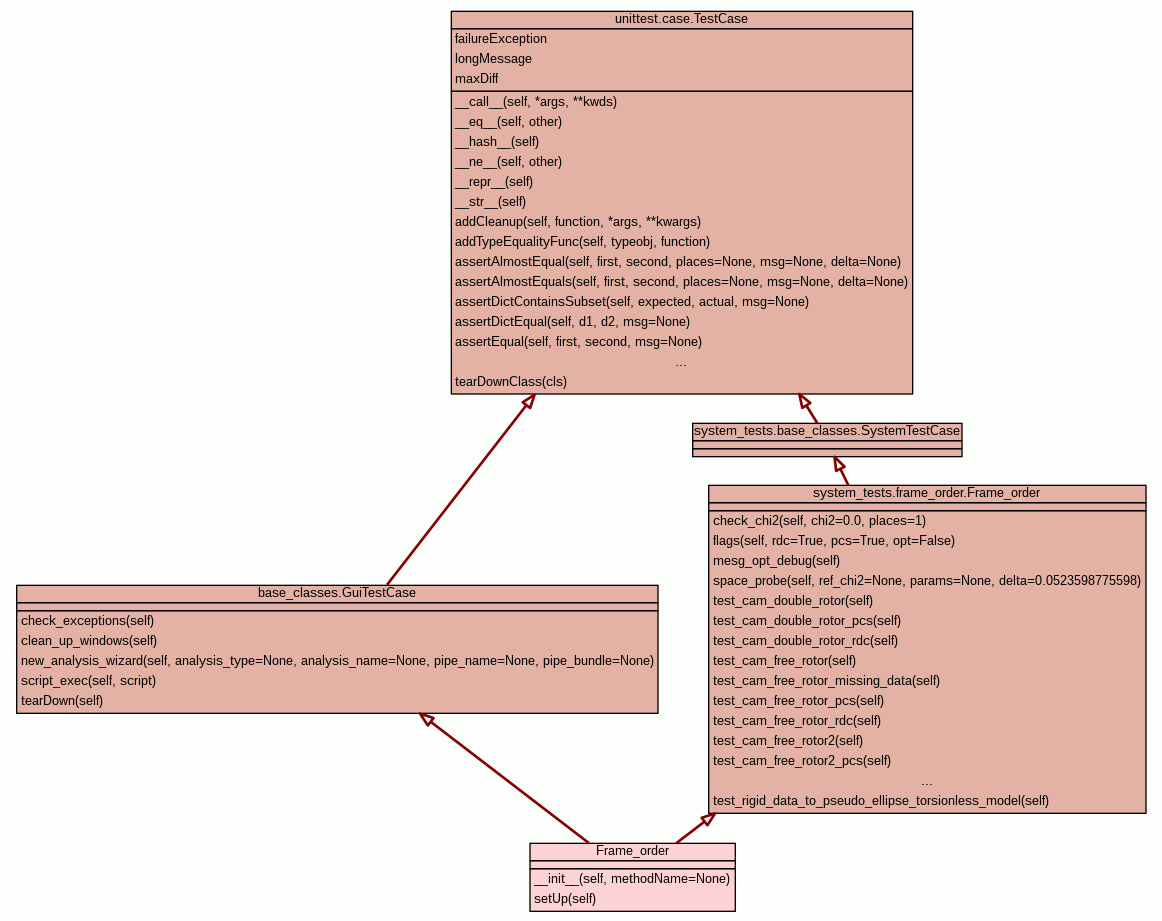 unittest.case.TestCase
failureException
longMessage
maxDiff
__call__(self, *args, **kwds)
__eq__(self, other)
__hash__(self)
__ne__(self, other)
__repr__(self)
__str__(self)
addCleanup(self, function, *args, **kwargs)
addTypeEqualityFunc(self, typeobj, function)
assertAlmostEqual(self, first, second, places=None, msg=None, delta=None)
assertAlmostEquals(self, first, second, places=None, msg=None, delta=None)
assertDictContainsSubset(self, expected, actual, msg=None)
assertDictEqual(self, d1, d2, msg=None)
assertEqual(self, first, second, msg=None)
...
tearDownClass(cls)
system_tests.base_classes.SystemTestCase
system_tests.frame_order.Frame_order
check_chi2(self, chi2=0.0, places=1)
flags(self, rdc=True, pcs=True, opt=False)
mesg_opt_debug(self)
space_probe(self, ref_chi2=None, params=None, delta=0.0523598775598)
test_cam_double_rotor(self)
test_cam_double_rotor_pcs(self)
test_cam_double_rotor_rdc(self)
test_cam_free_rotor(self)
test_cam_free_rotor_missing_data(self)
test_cam_free_rotor_pcs(self)
test_cam_free_rotor_rdc(self)
test_cam_free_rotor2(self)
test_cam_free_rotor2_pcs(self)
...
test_rigid_data_to_pseudo_ellipse_torsionless_model(self)
base_classes.GuiTestCase
check_exceptions(self)
clean_up_windows(self)
new_analysis_wizard(self, analysis_type=None, analysis_name=None, pipe_name=None, pipe_bundle=None)
script_exec(self, script)
tearDown(self)
Frame_order
__init__(self, methodName=None)
setUp(self)